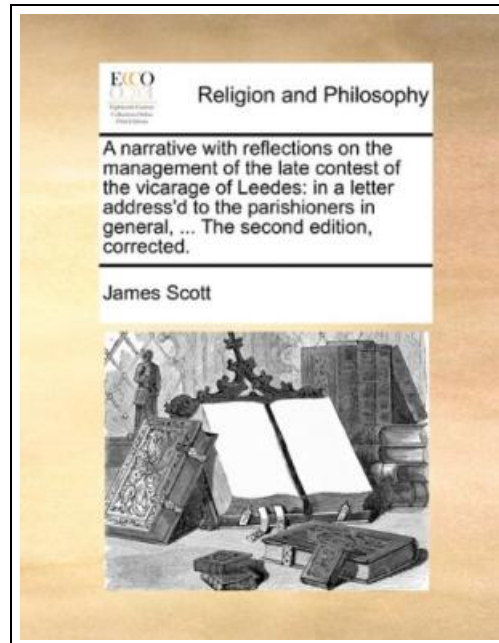 ECCO
Religion and Philosophy
A narrative with reflections on the
management of the late contest of
the vicarage of Leedes: in a letter
address'd to the parishioners in
general, ... The second edition,
corrected.
James Scott